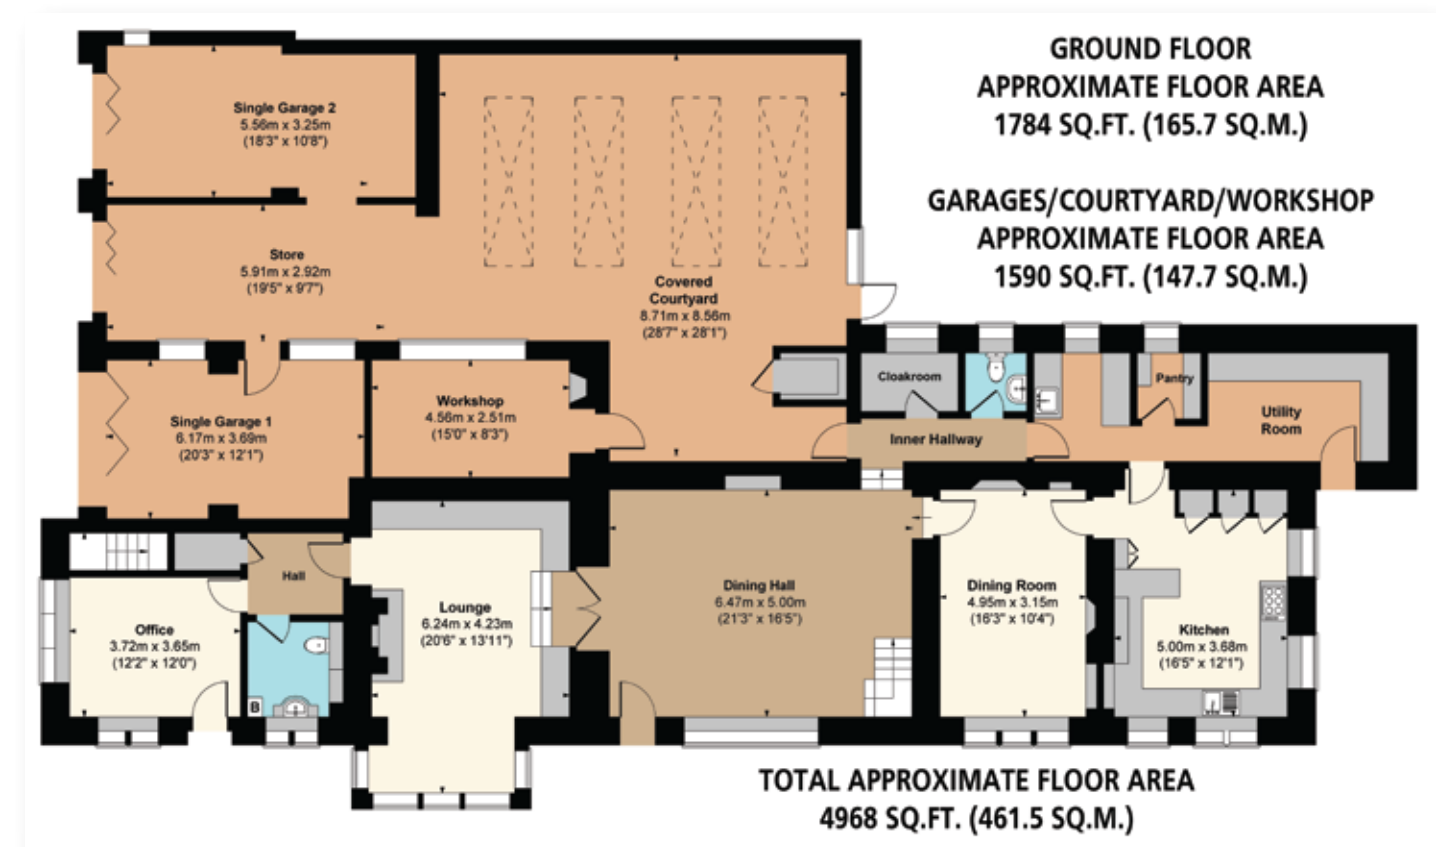 GROUND FLOOR
APPROXIMATE FLOOR AREA
1784 SQ.FT. (165.7 SQ.M.)
GARAGES/COURTYARD/WORKSHOP
APPROXIMATE FLOOR AREA
1590 SQ.FT. (147.7 SQ.M.)
Single Garage 2
5.56m x 3.25m
(18'3" x 10'8")
Store
5.91m x 2.92m
(19'5" x 9'7")
Covered
Courtyard
8.71m x 8.56m
(28'7" x 28'1")
Single Garage 1
6.17m x 3.69m
(20'3" x 12'1")
Workshop
4.56m x 2.51m
(15'0" x 8'3")
Cloakroom
Pantry
Inner Hallway
Utility
Room
Hall
Office
3.72m x 3.65m
(12'2" x 12'0")
B
Lounge
6.24m x 4.23m
(20'6" x 13'11")
Dining Hall
6.47m x 5.00m
(21'3" x 16'5")
Dining Room
4.95m x 3.15m
(16'3" x 10'4")
Kitchen
5.00m x 3.68m
(16'5" x 12'1")
TOTAL APPROXIMATE FLOOR AREA
4968 SQ.FT. (461.5 SQ.M.)